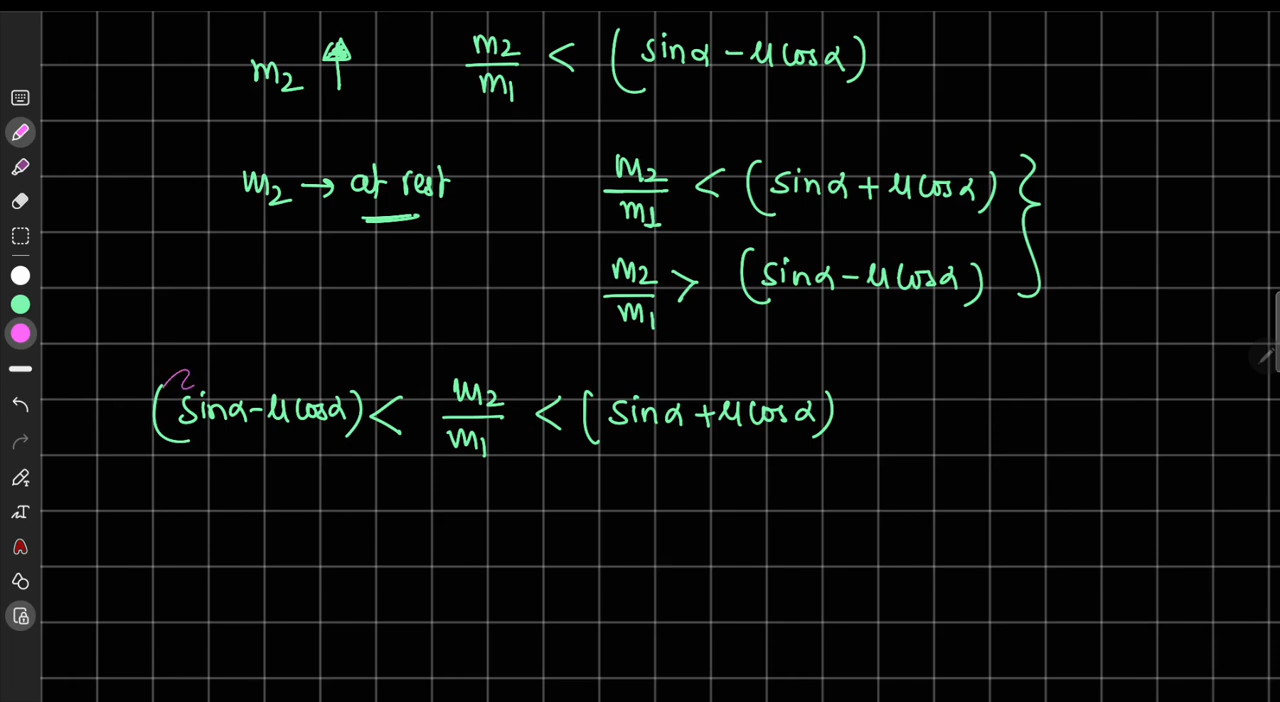 m₂ ↑ m₂/m₁ < (sinα − μcosα)
m₂ → at rest m₂/m₁ < (sinα + μcosα) }
m₂/m₁ > (sinα − μcosα)
(sinα − μcosα) < m₂/m₁ < (sinα + μcosα)